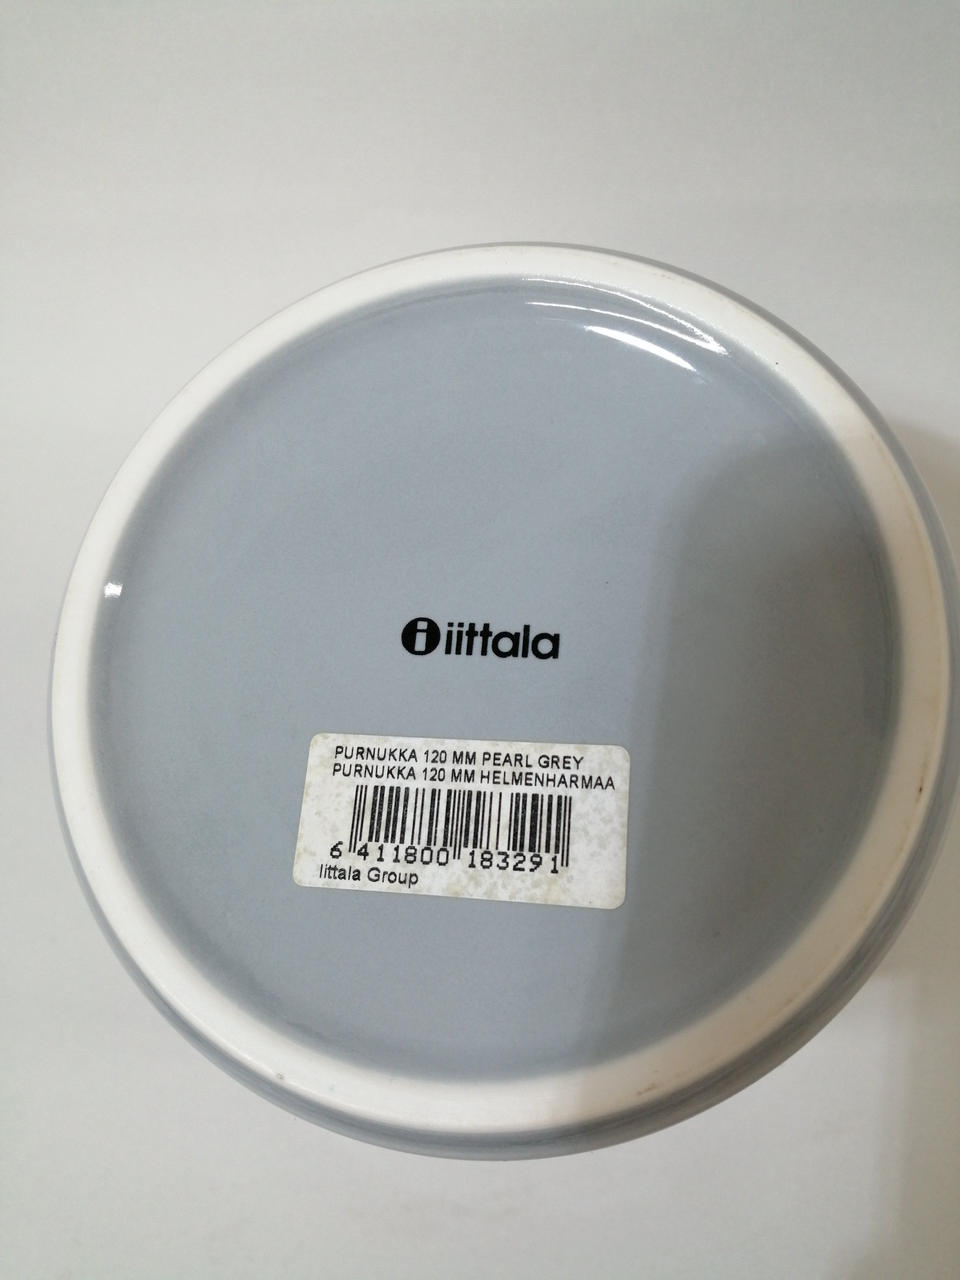 iittala
PURNUKKA 120 MM PEARL GREY
PURNUKKA 120 MM HELMENHARMAA
6 411800 183291
Iittala Group